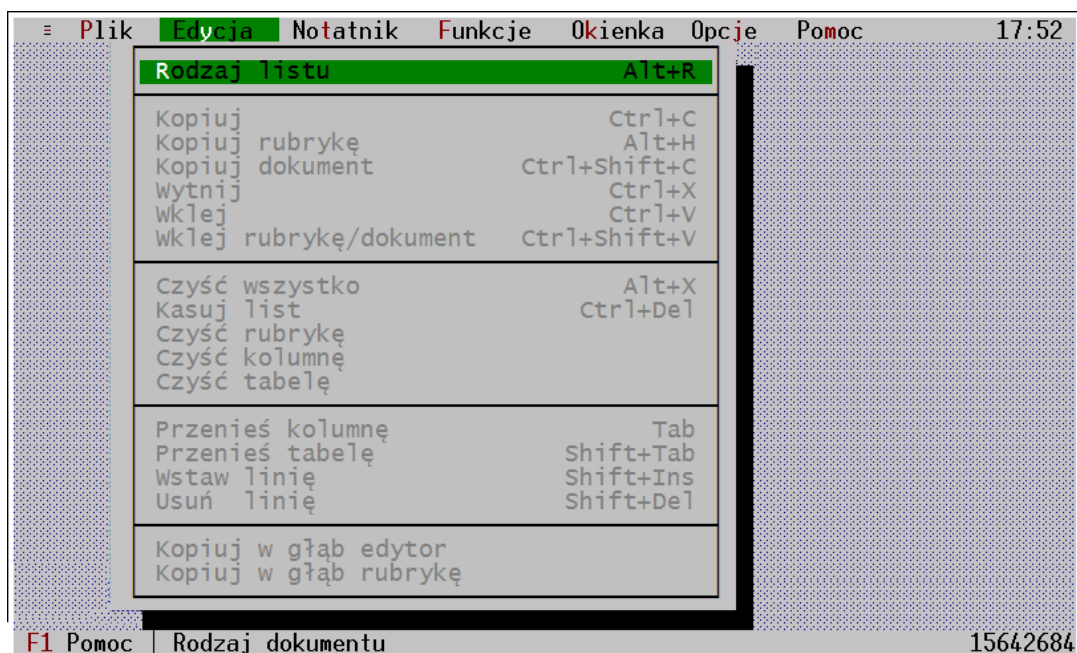 ≡ Plik Edycja Notatnik Funkcje Okienka Opcje Pomoc 17:52
Rodzaj listu Alt+R
Kopiuj Ctrl+C
Kopiuj rubrykę Alt+H
Kopiuj dokument Ctrl+Shift+C
Wytnij Ctrl+X
Wklej Ctrl+V
Wklej rubrykę/dokument Ctrl+Shift+V
Czyść wszystko Alt+X
Kasuj list Ctrl+Del
Czyść rubrykę
Czyść kolumnę
Czyść tabelę
Przenieś kolumnę Tab
Przenieś tabelę Shift+Tab
Wstaw linię Shift+Ins
Usuń linię Shift+Del
Kopiuj w głąb edytor
Kopiuj w głąb rubrykę
F1 Pomoc | Rodzaj dokumentu 15642684